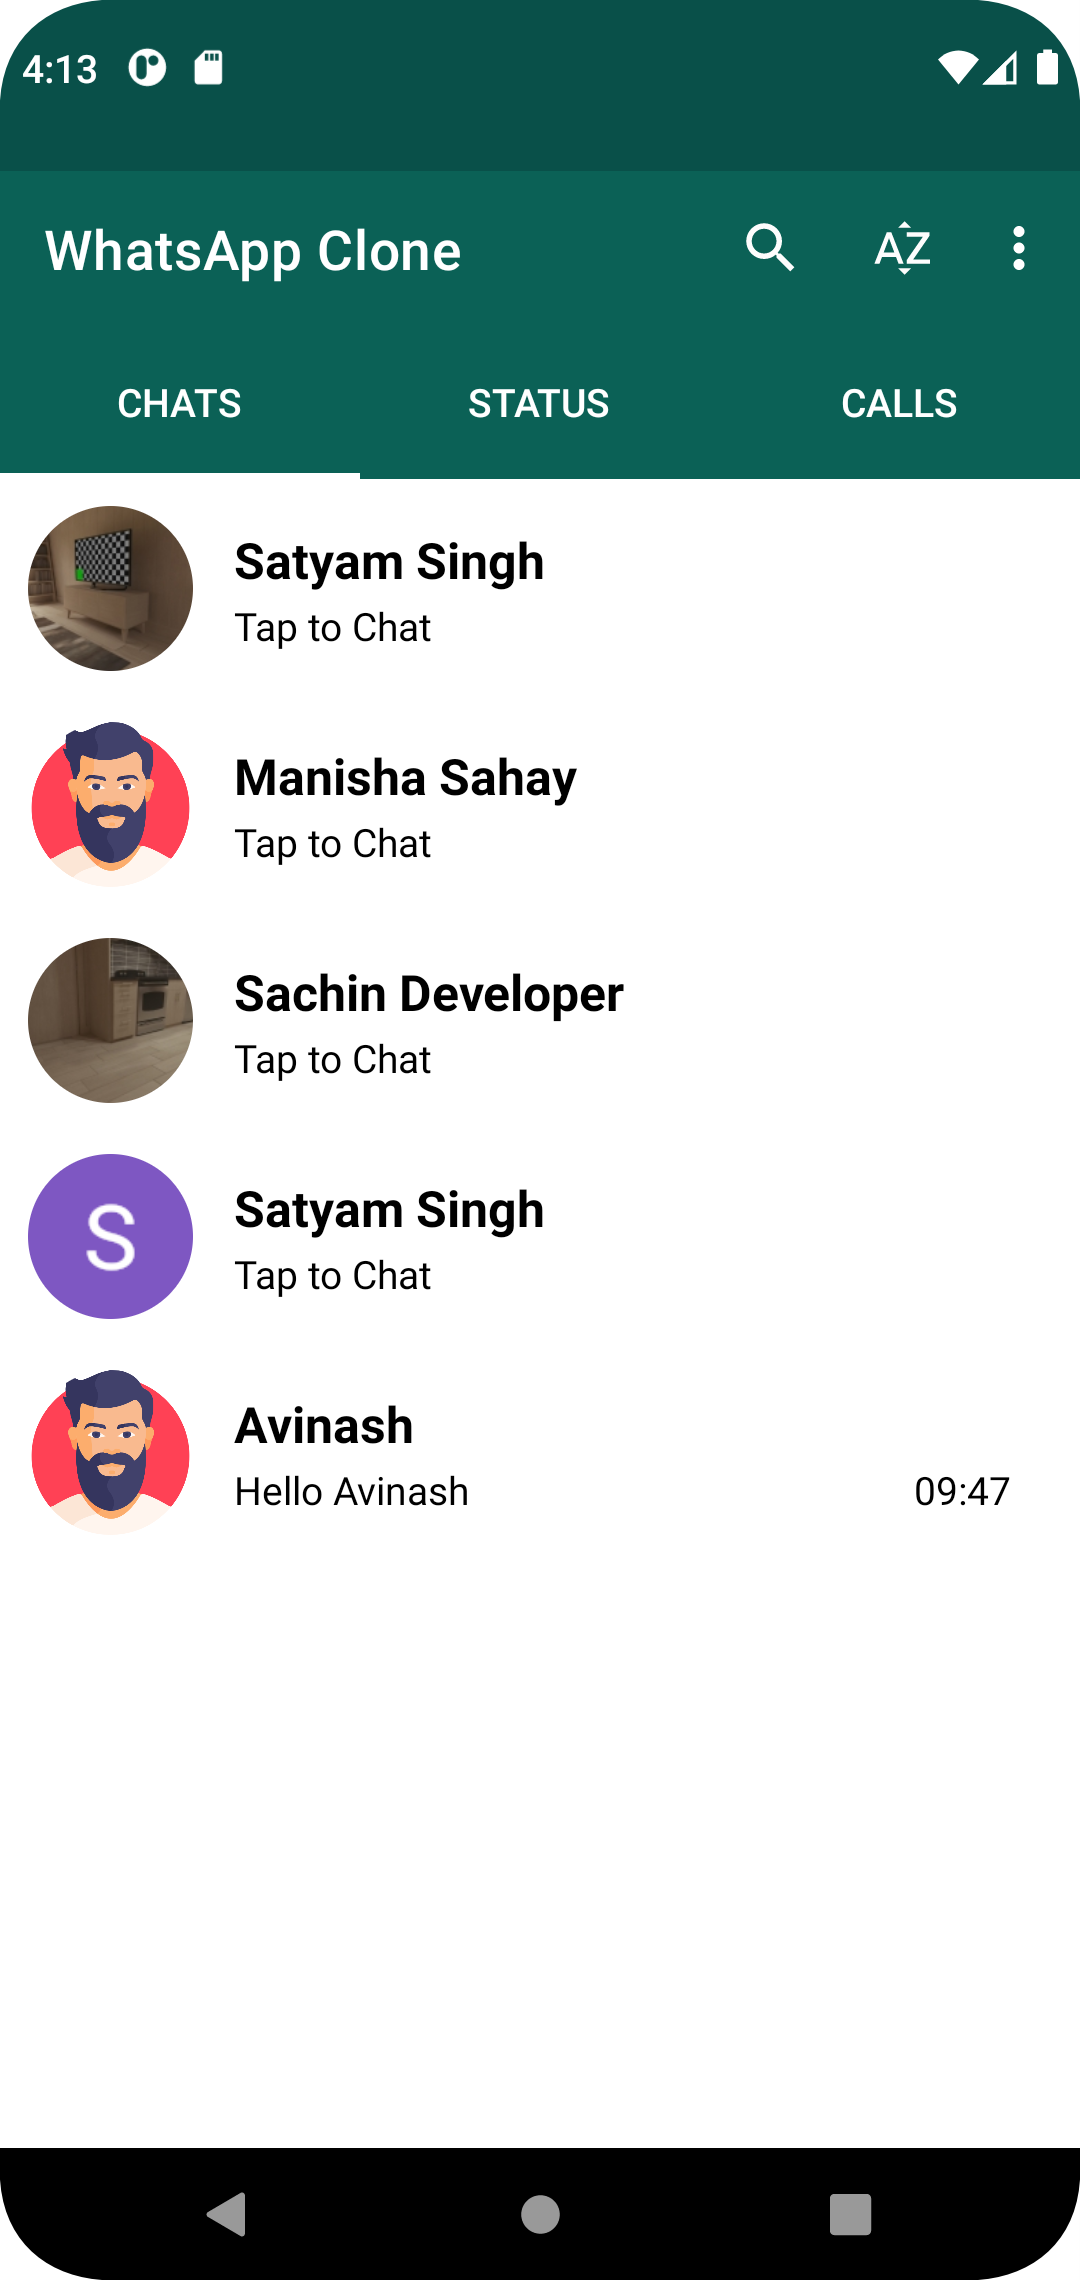 4:13
WhatsApp Clone
AZ
CHATS STATUS CALLS
Satyam Singh
Tap to Chat
Manisha Sahay
Tap to Chat
Sachin Developer
Tap to Chat
S
Satyam Singh
Tap to Chat
Avinash
Hello Avinash 09:47